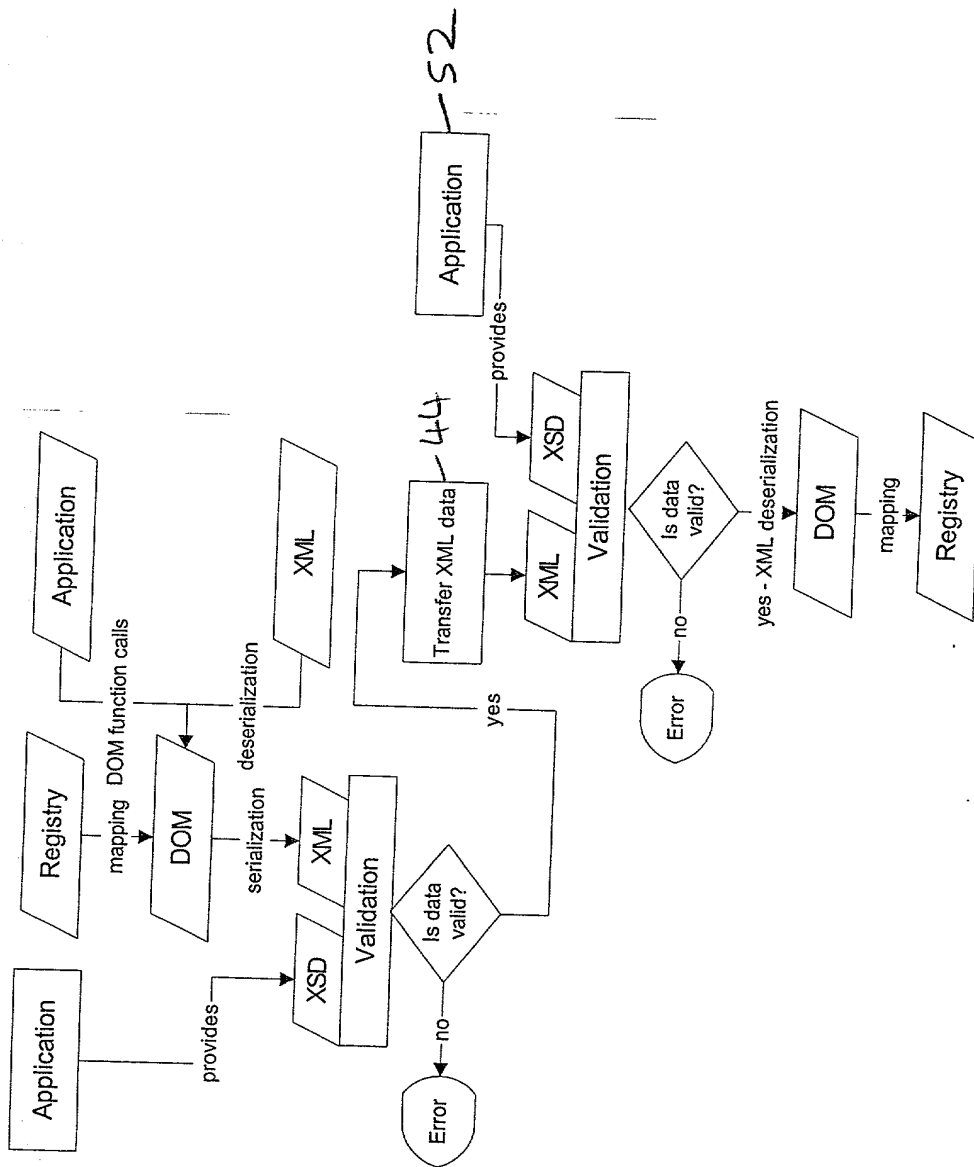 Application
Registry
Application
mapping
DOM function calls
provides
DOM
serialization
deserialization
XML
XSD
XML
Validation
Is data
valid?
no
Error
yes
Transfer XML data
44
Application
52
provides
XML
XSD
Validation
Is data
valid?
no
Error
yes - XML deserialization
DOM
mapping
Registry